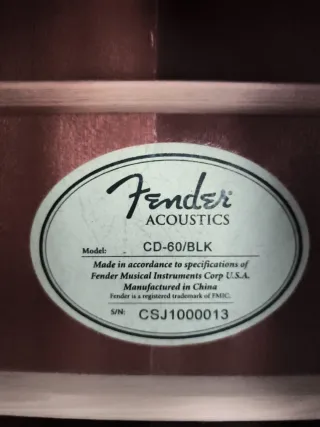 Fender
ACOUSTICS
Model: CD-60/BLK
Made in accordance to specifications of
Fender Musical Instruments Corp U.S.A.
Manufactured in China
Fender is a registered trademark of FMIC.
S/N: CSJ1000013